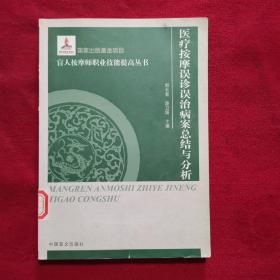 国家出版基金项目
盲人按摩师职业技能提高丛书
医疗按摩误诊误治病案总结与分析
主编
MANGREN ANMOSHI ZHIYE JINENG
TIGAO CONGSHU
中国盲文出版社